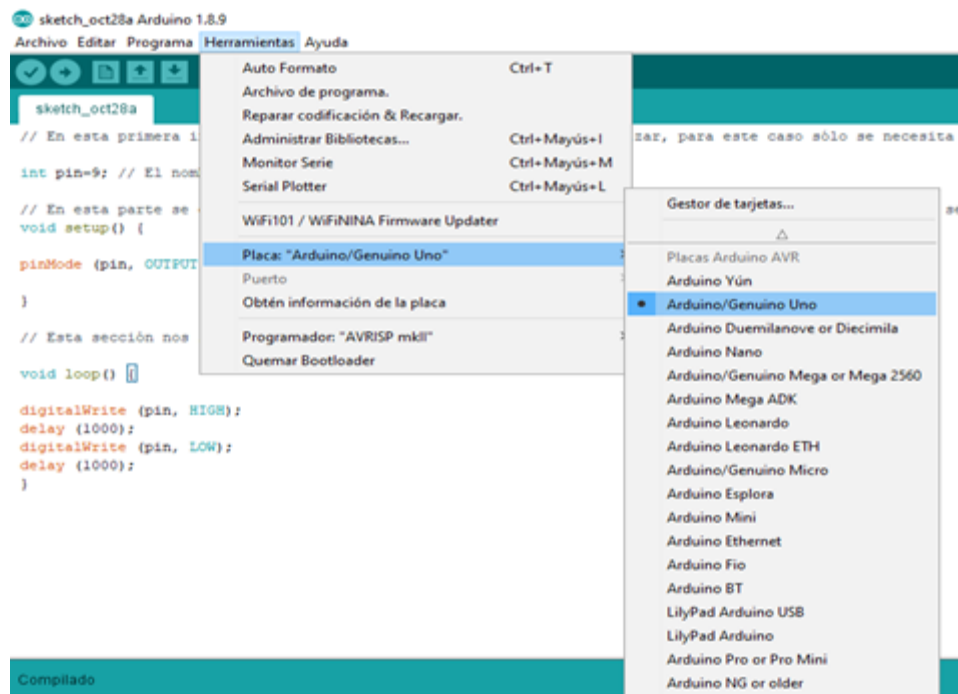 sketch_oct28a Arduino 1.8.9
Archivo Editar Programa Herramientas Ayuda
sketch_oct28a
Auto Formato Ctrl+T
Archivo de programa.
Reparar codificación & Recargar.
Administrar Bibliotecas... Ctrl+Mayús+I
Monitor Serie Ctrl+Mayús+M
Serial Plotter Ctrl+Mayús+L
WiFi101 / WiFiNINA Firmware Updater
Placa: "Arduino/Genuino Uno"
Puerto
Obtén información de la placa
Programador: "AVRISP mkII"
Quemar Bootloader
Gestor de tarjetas...
Placas Arduino AVR
Arduino Yún
Arduino/Genuino Uno
Arduino Duemilanove or Diecimila
Arduino Nano
Arduino/Genuino Mega or Mega 2560
Arduino Mega ADK
Arduino Leonardo
Arduino Leonardo ETH
Arduino/Genuino Micro
Arduino Esplora
Arduino Mini
Arduino Ethernet
Arduino Fio
Arduino BT
LilyPad Arduino USB
LilyPad Arduino
Arduino Pro or Pro Mini
Arduino NG or older
// En esta primera i zar, para este caso sólo se necesita
int pin=9; // El nom
// En esta parte se se
void setup() {
pinMode (pin, OUTPUT
}
// Esta sección nos
void loop() {
digitalWrite (pin, HIGH);
delay (1000);
digitalWrite (pin, LOW);
delay (1000);
}
Compilado